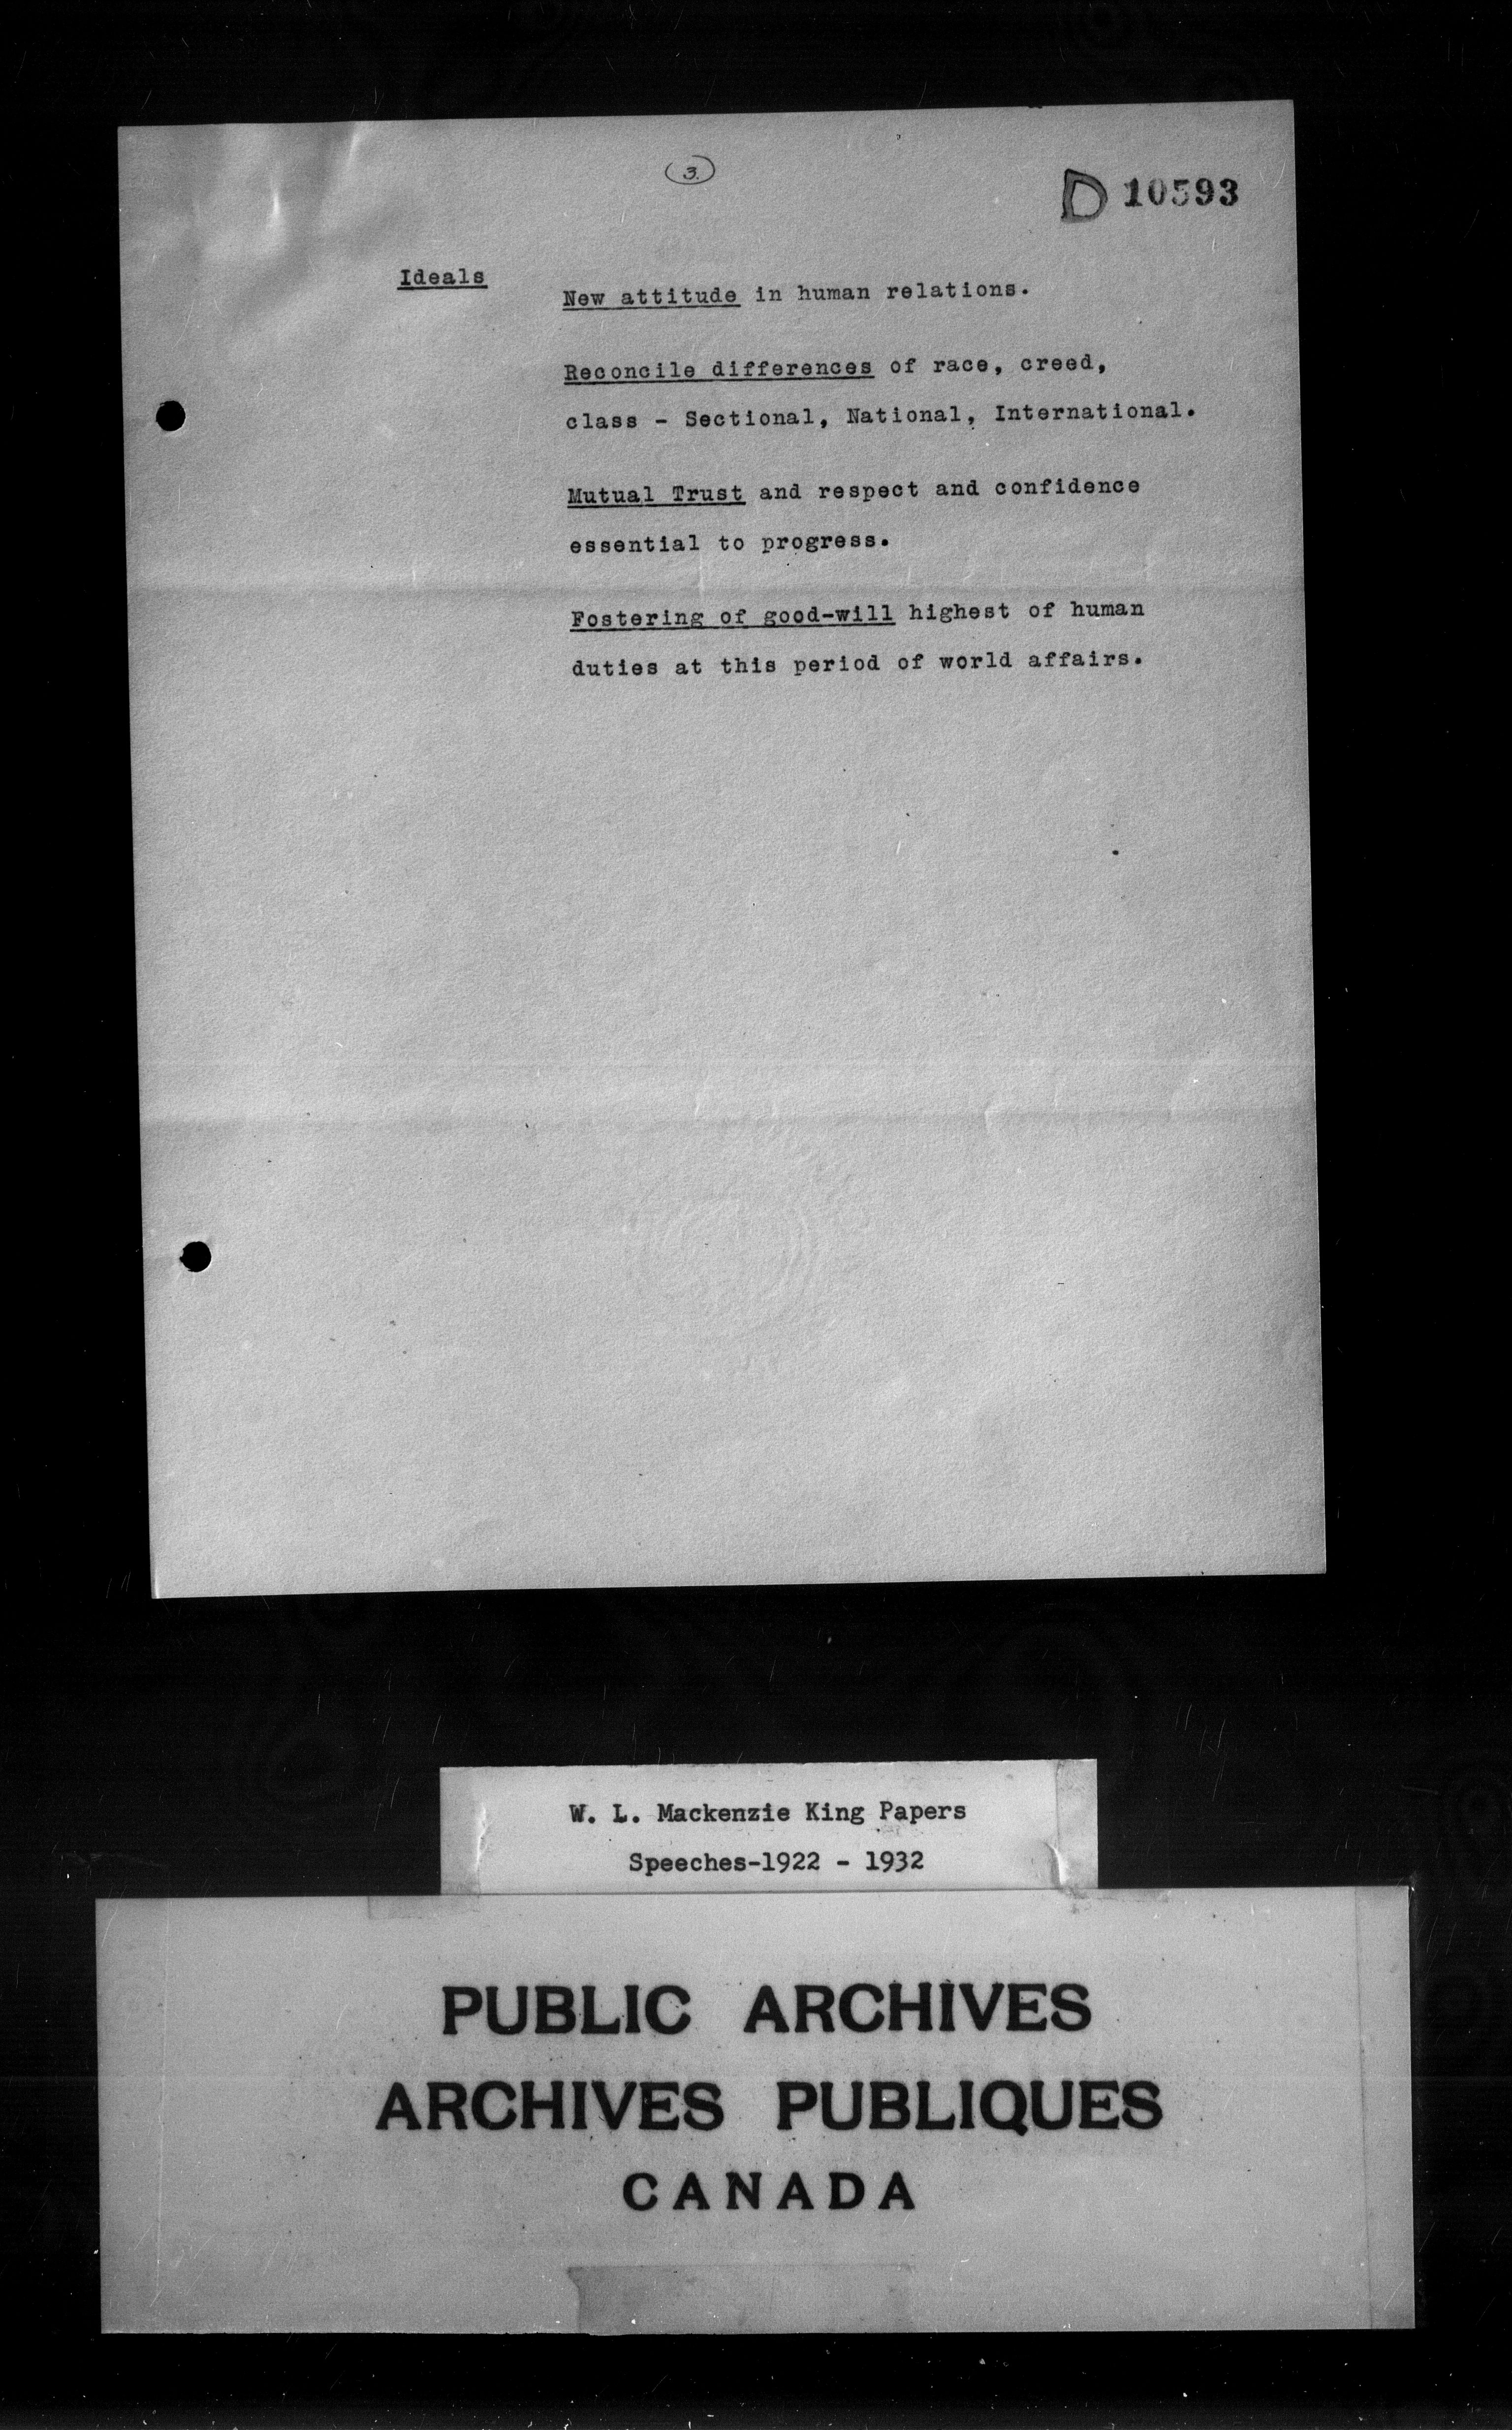 3.
D 10593
Ideals
New attitude in human relations.
Reconcile differences of race, creed,
class - Sectional, National, International.
Mutual Trust and respect and confidence
essential to progress.
Fostering of good-will highest of human
duties at this period of world affairs.
W. L. Mackenzie King Papers
Speeches-1922 - 1932
PUBLIC ARCHIVES
ARCHIVES PUBLIQUES
CANADA